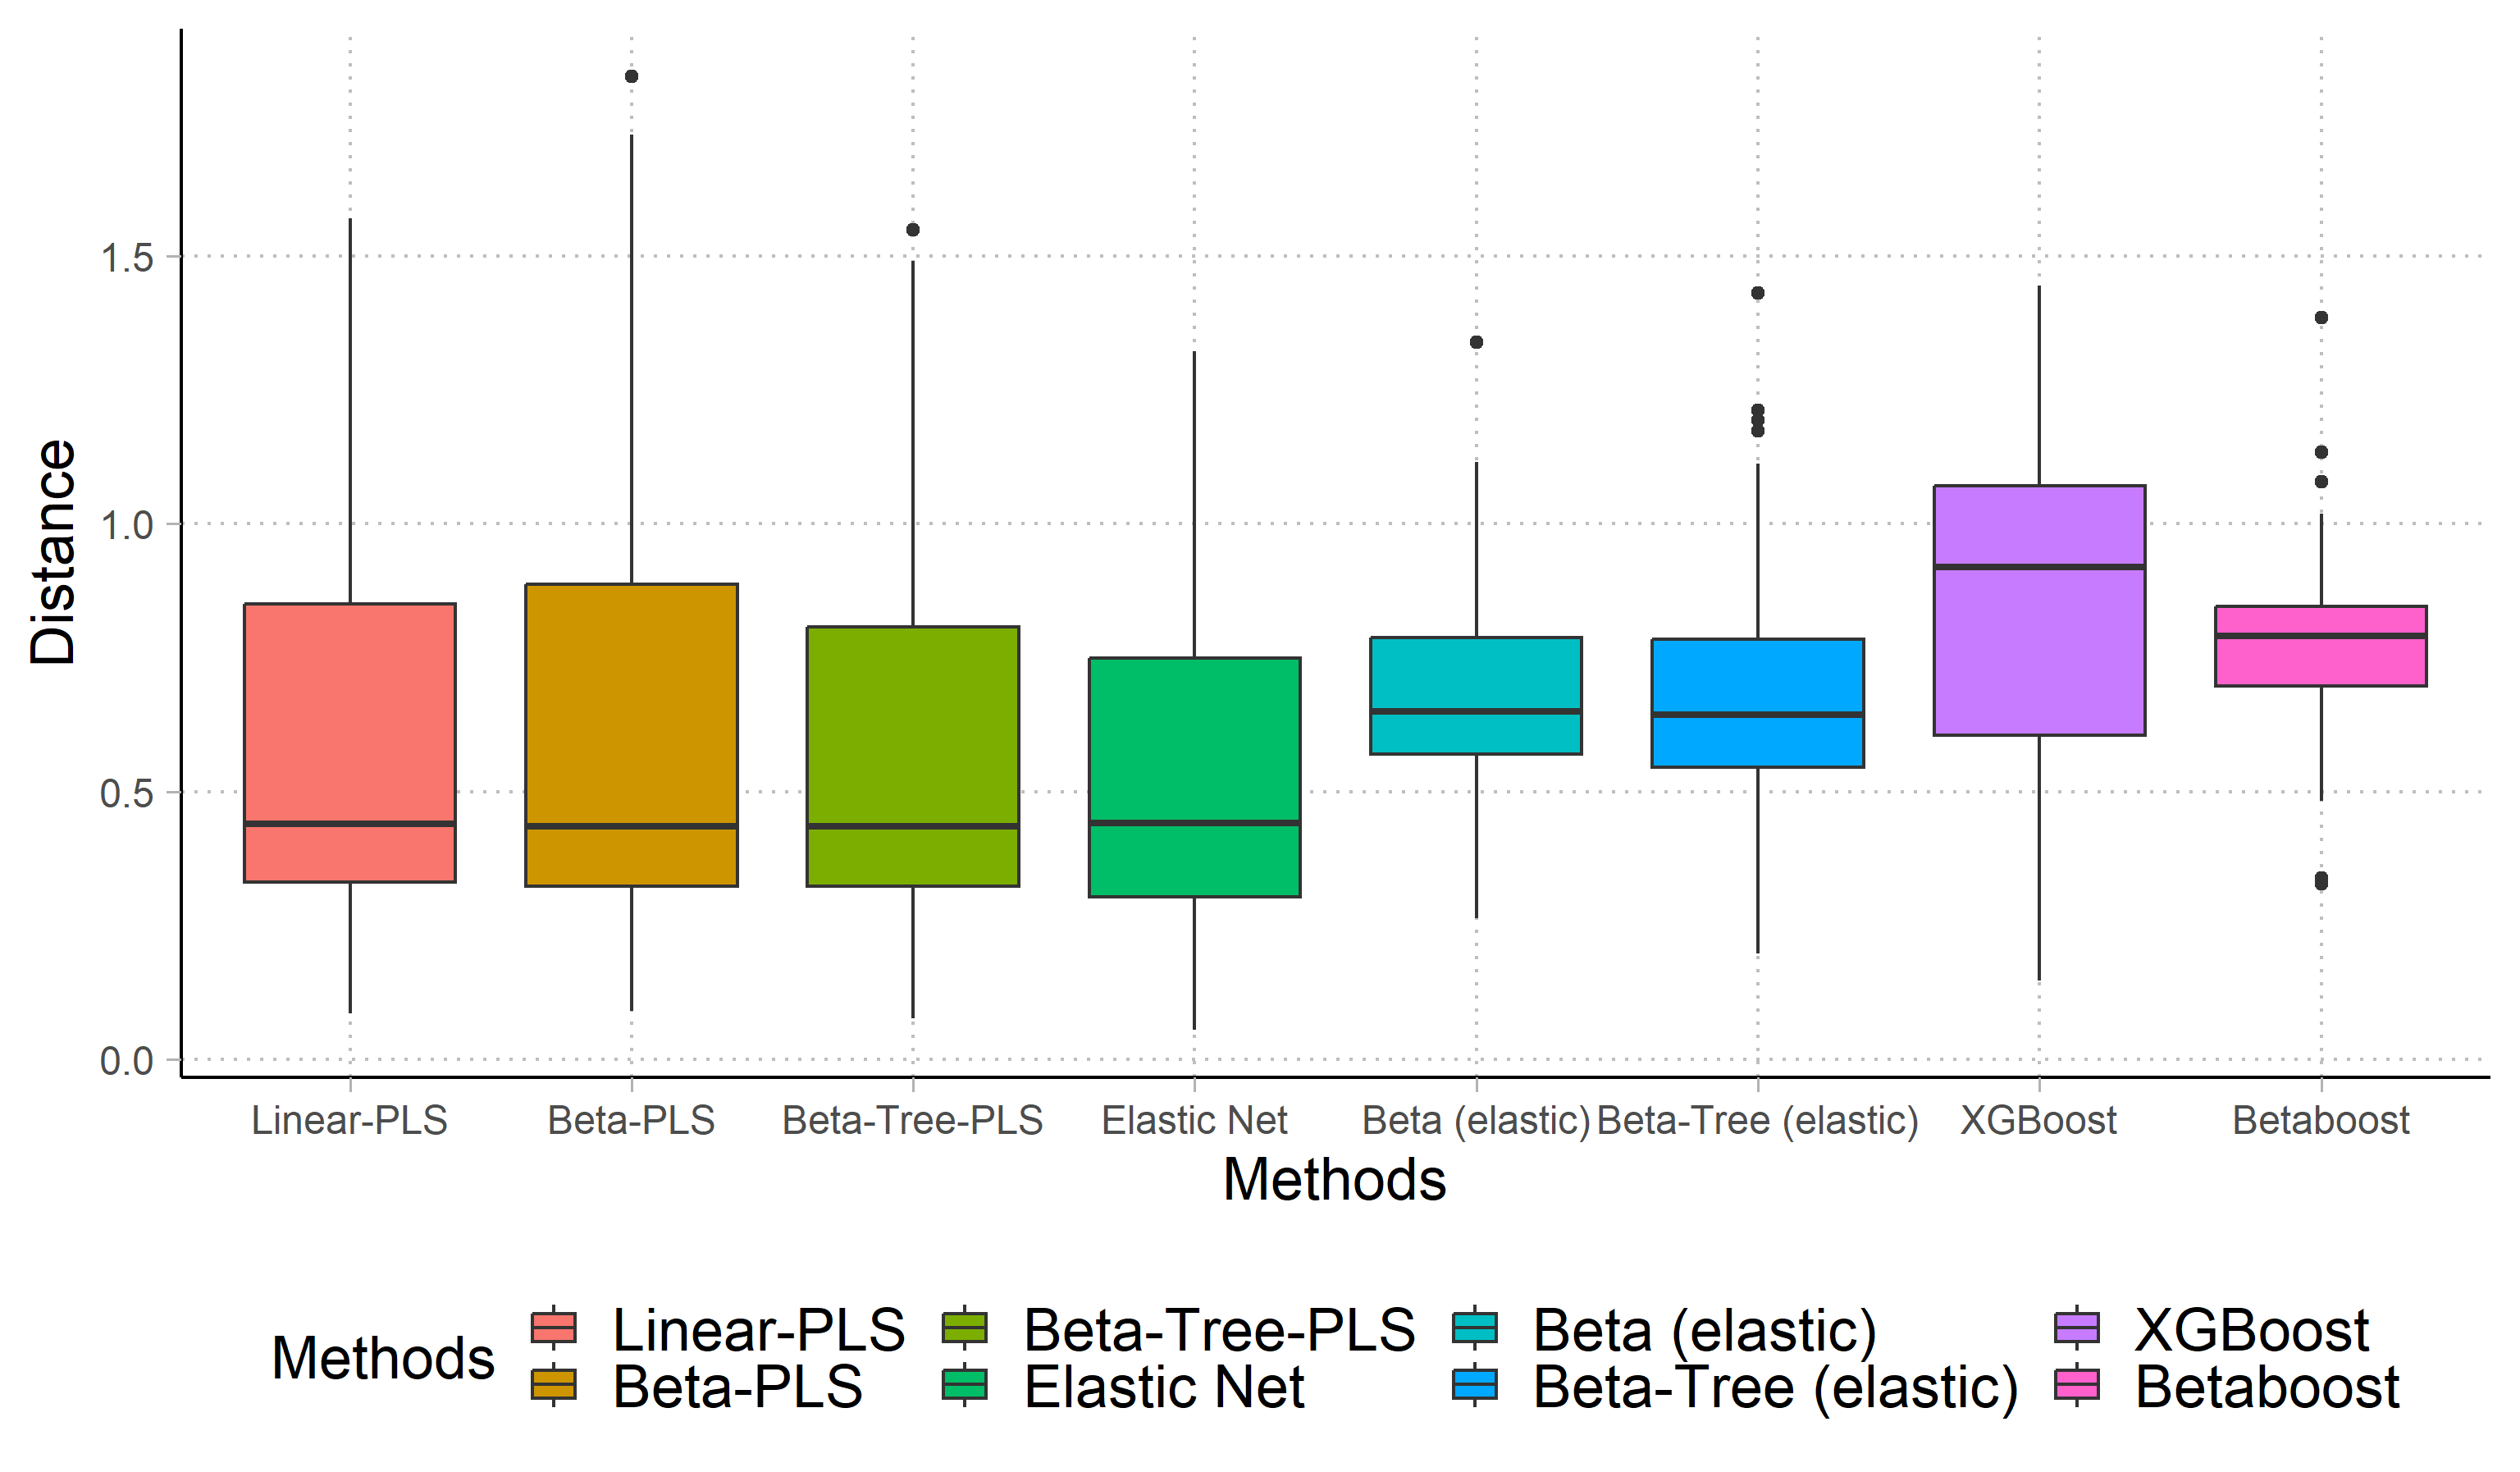 Distance
1.5
1.0
0.5
0.0
Linear-PLS Beta-PLS Beta-Tree-PLS Elastic Net Beta (elastic) Beta-Tree (elastic) XGBoost Betaboost
Methods
Methods
Linear-PLS Beta-Tree-PLS Beta (elastic) XGBoost
Beta-PLS Elastic Net Beta-Tree (elastic) Betaboost